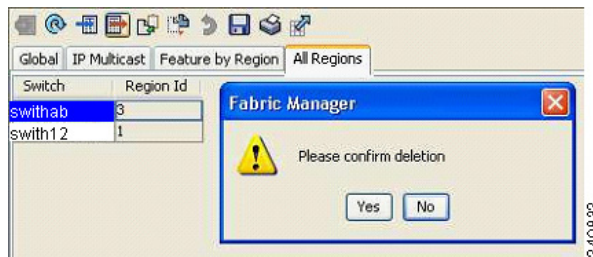 Global IP Multicast Feature by Region All Regions
Switch Region Id
swithab 3
swith12 1
Fabric Manager
Please confirm deletion
Yes No